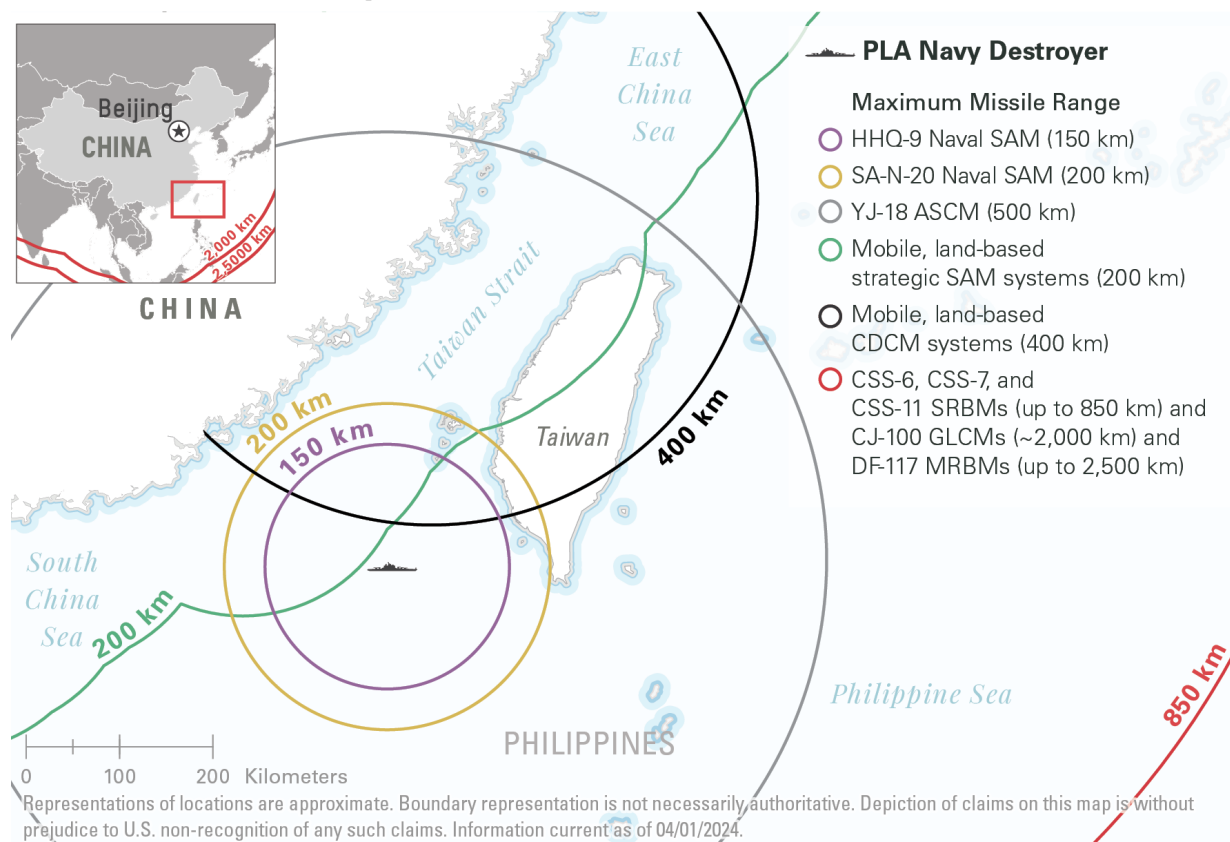 Beijing
CHINA
2,000 km
2,5000 km
CHINA
East
China
Sea
Taiwan Strait
Taiwan
200 km
150 km
400 km
South
China
Sea
200 km
Philippine Sea
850 km
PHILIPPINES
0 100 200 Kilometers
PLA Navy Destroyer
Maximum Missile Range
HHQ-9 Naval SAM (150 km)
SA-N-20 Naval SAM (200 km)
YJ-18 ASCM (500 km)
Mobile, land-based
strategic SAM systems (200 km)
Mobile, land-based
CDCM systems (400 km)
CSS-6, CSS-7, and
CSS-11 SRBMs (up to 850 km) and
CJ-100 GLCMs (~2,000 km) and
DF-117 MRBMs (up to 2,500 km)
Representations of locations are approximate. Boundary representation is not necessarily authoritative. Depiction of claims on this map is without
prejudice to U.S. non-recognition of any such claims. Information current as of 04/01/2024.